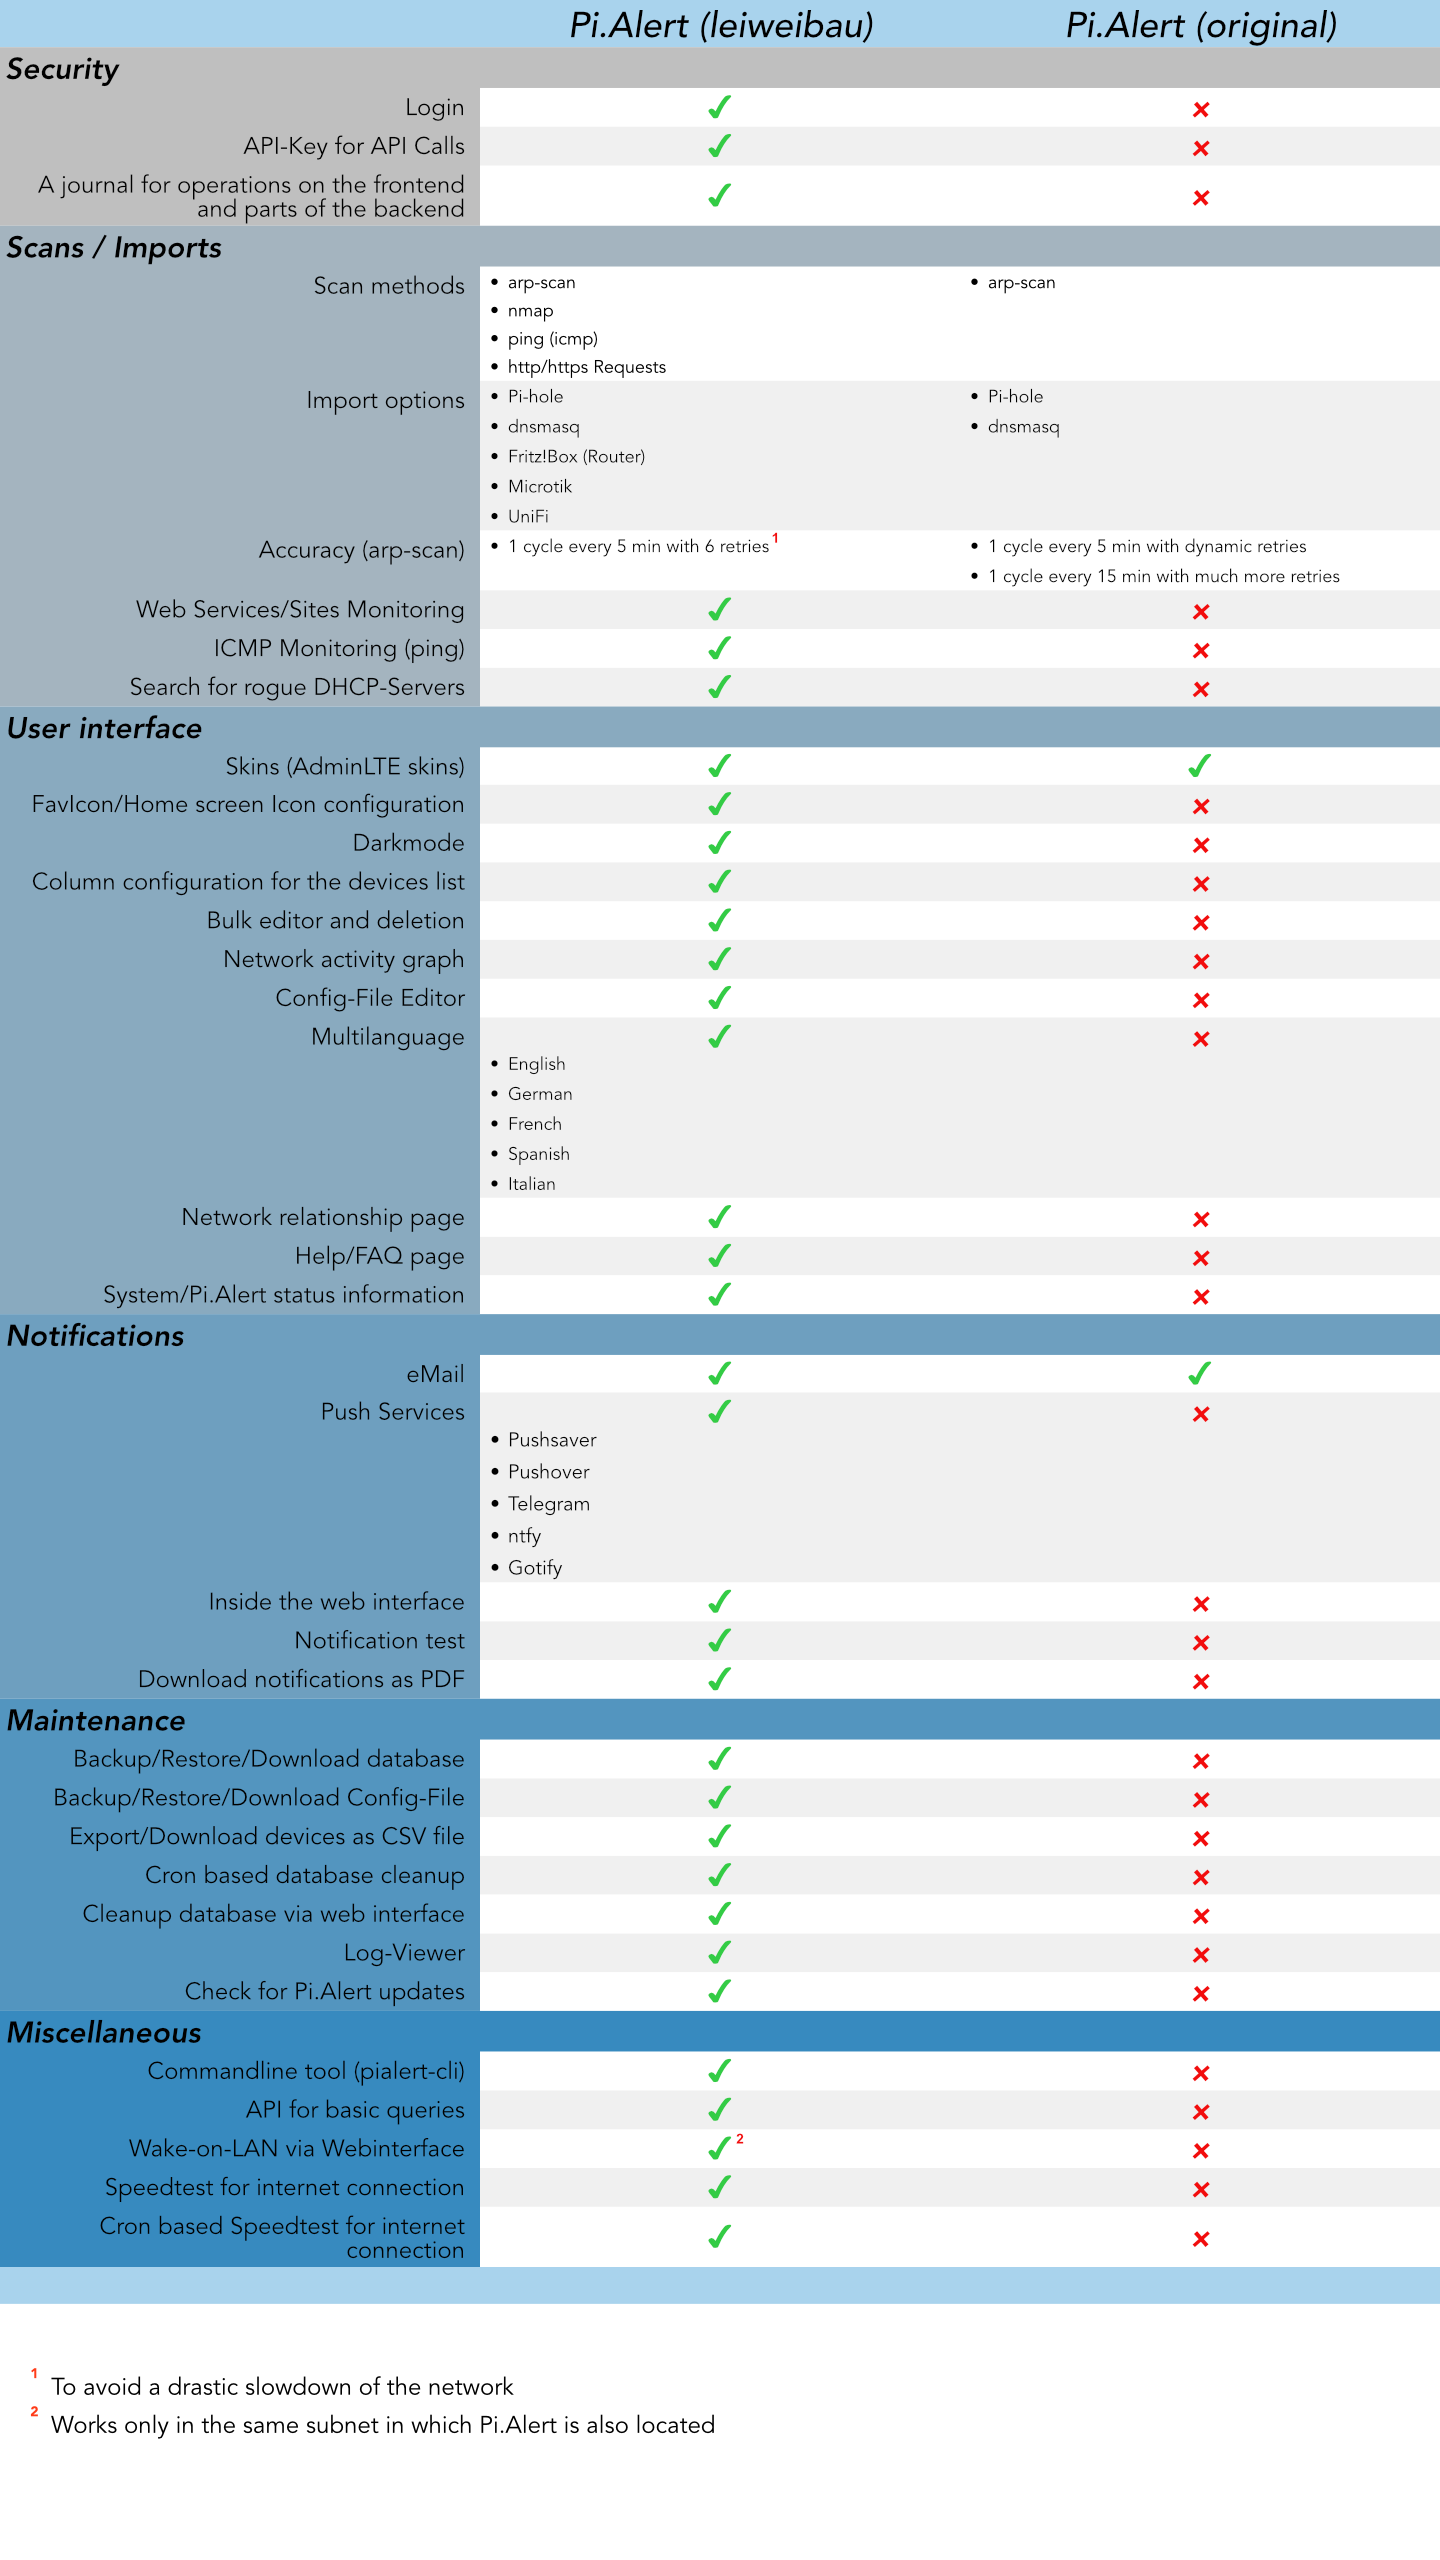 Pi.Alert (leiweibau) Pi.Alert (original)
Security
Login ✓ ×
API-Key for API Calls ✓ ×
A journal for operations on the frontend
and parts of the backend ✓ ×
Scans / Imports
Scan methods • arp-scan • arp-scan
• nmap
• ping (icmp)
• http/https Requests
Import options • Pi-hole • Pi-hole
• dnsmasq • dnsmasq
• Fritz!Box (Router)
• Microtik
• UniFi
Accuracy (arp-scan) • 1 cycle every 5 min with 6 retries 1 • 1 cycle every 5 min with dynamic retries
• 1 cycle every 15 min with much more retries
Web Services/Sites Monitoring ✓ ×
ICMP Monitoring (ping) ✓ ×
Search for rogue DHCP-Servers ✓ ×
User interface
Skins (AdminLTE skins) ✓ ✓
FavIcon/Home screen Icon configuration ✓ ×
Darkmode ✓ ×
Column configuration for the devices list ✓ ×
Bulk editor and deletion ✓ ×
Network activity graph ✓ ×
Config-File Editor ✓ ×
Multilanguage ✓ ×
• English
• German
• French
• Spanish
• Italian
Network relationship page ✓ ×
Help/FAQ page ✓ ×
System/Pi.Alert status information ✓ ×
Notifications
eMail ✓ ✓
Push Services ✓ ×
• Pushsaver
• Pushover
• Telegram
• ntfy
• Gotify
Inside the web interface ✓ ×
Notification test ✓ ×
Download notifications as PDF ✓ ×
Maintenance
Backup/Restore/Download database ✓ ×
Backup/Restore/Download Config-File ✓ ×
Export/Download devices as CSV file ✓ ×
Cron based database cleanup ✓ ×
Cleanup database via web interface ✓ ×
Log-Viewer ✓ ×
Check for Pi.Alert updates ✓ ×
Miscellaneous
Commandline tool (pialert-cli) ✓ ×
API for basic queries ✓ ×
Wake-on-LAN via Webinterface ✓ 2 ×
Speedtest for internet connection ✓ ×
Cron based Speedtest for internet
connection ✓ ×
1 To avoid a drastic slowdown of the network
2 Works only in the same subnet in which Pi.Alert is also located